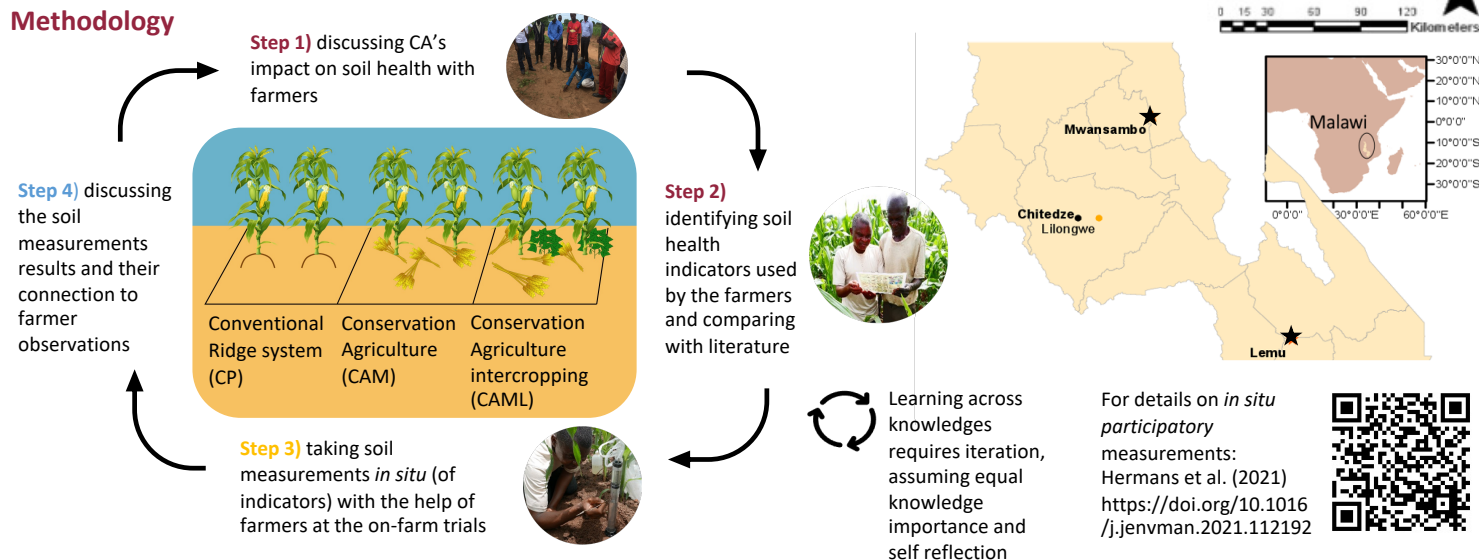 Methodology
Step 1) discussing CA's
impact on soil health with
farmers
Step 2)
identifying soil
health
indicators used
by the farmers
and comparing
with literature
Step 3) taking soil
measurements in situ (of
indicators) with the help of
farmers at the on-farm trials
Step 4) discussing
the soil
measurements
results and their
connection to
farmer
observations
Conventional
Ridge system
(CP)
Conservation
Agriculture
(CAM)
Conservation
Agriculture
intercropping
(CAML)
0 15 30 60 90 120
Kilometers
Mwansambo
Chitedze
Lilongwe
Lemu
Malawi
30°0'0"N
20°0'0"N
10°0'0"N
0°0'0"
10°0'0"S
20°0'0"S
30°0'0"S
0°0'0" 30°0'0"E 60°0'0"E
Learning across
knowledges
requires iteration,
assuming equal
knowledge
importance and
self reflection
For details on in situ
participatory
measurements:
Hermans et al. (2021)
https://doi.org/10.1016
/j.jenvman.2021.112192